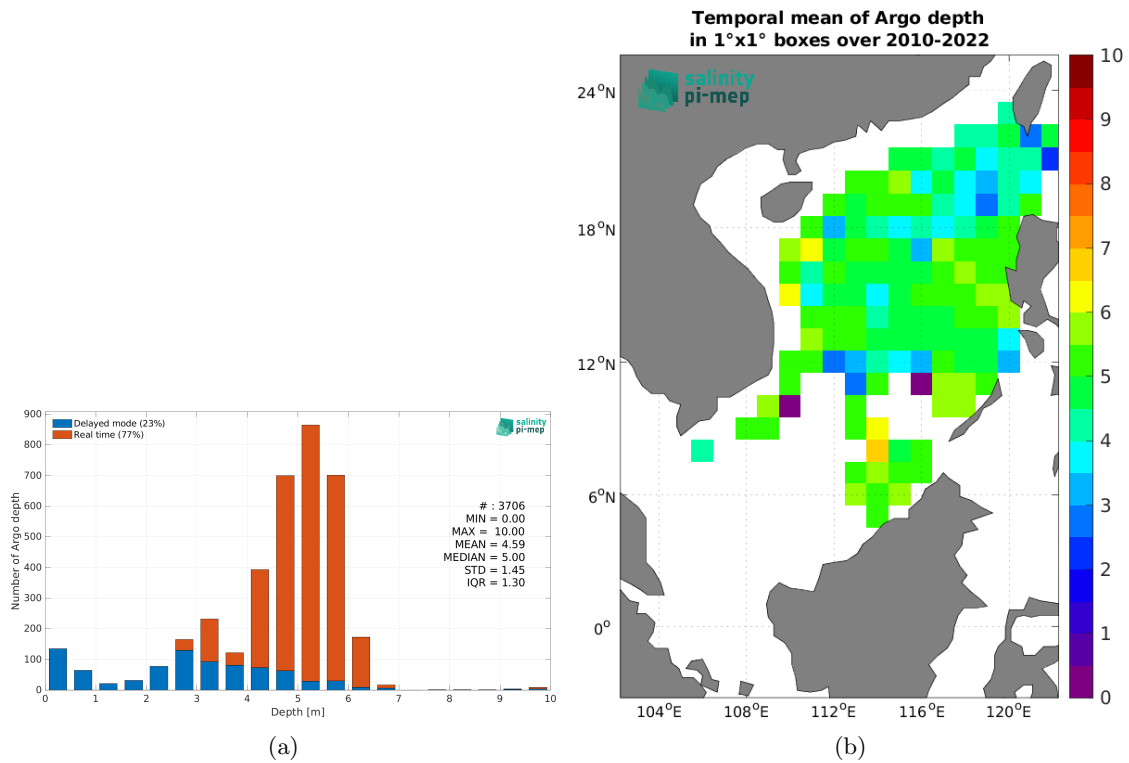 Temporal mean of Argo depth
in 1°x1° boxes over 2010-2022
salinity
pi-mep
24°N
18°N
12°N
6°N
0°
104°E
108°E
112°E
116°E
120°E
10
9
8
7
6
5
4
3
2
1
0
Delayed mode (23%)
Real time (77%)
salinity
pi-mep
# : 3706
MIN = 0.00
MAX = 10.00
MEAN = 4.59
MEDIAN = 5.00
STD = 1.45
IQR = 1.30
Number of Argo depth
900
800
700
600
500
400
300
200
100
0
0
1
2
3
4
5
6
7
8
9
10
Depth [m]
(a)
(b)